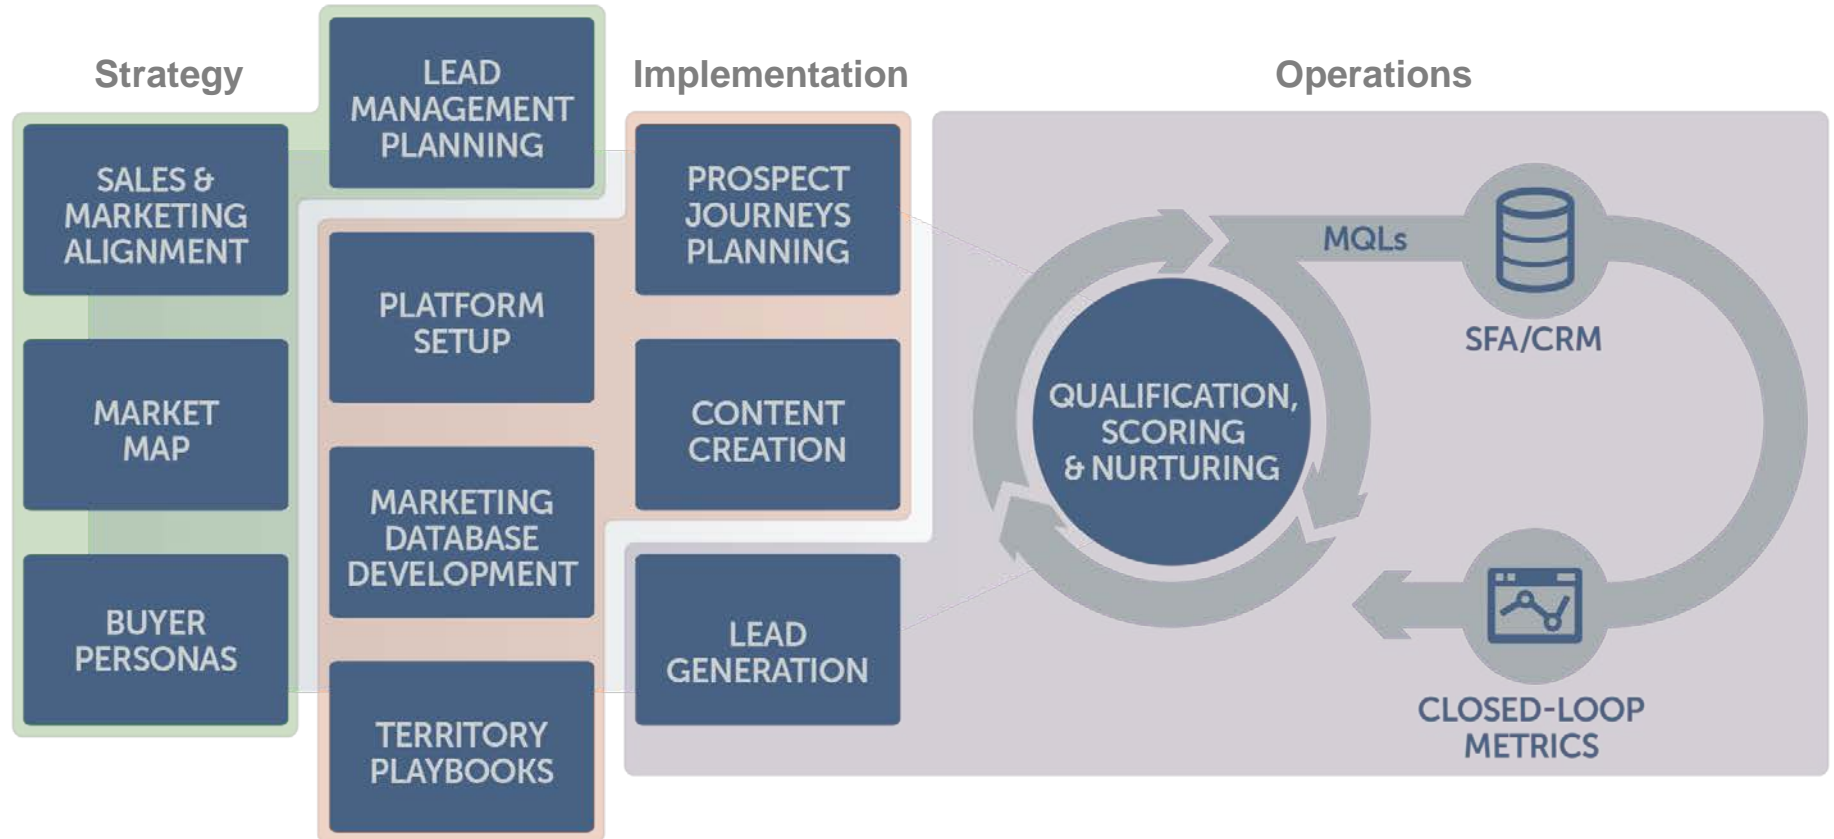 Strategy
Implementation
Operations
SALES &
MARKETING
ALIGNMENT
MARKET
MAP
BUYER
PERSONAS
LEAD
MANAGEMENT
PLANNING
PLATFORM
SETUP
MARKETING
DATABASE
DEVELOPMENT
TERRITORY
PLAYBOOKS
PROSPECT
JOURNEYS
PLANNING
CONTENT
CREATION
LEAD
GENERATION
QUALIFICATION,
SCORING
& NURTURING
MQLs
SFA/CRM
CLOSED-LOOP
METRICS